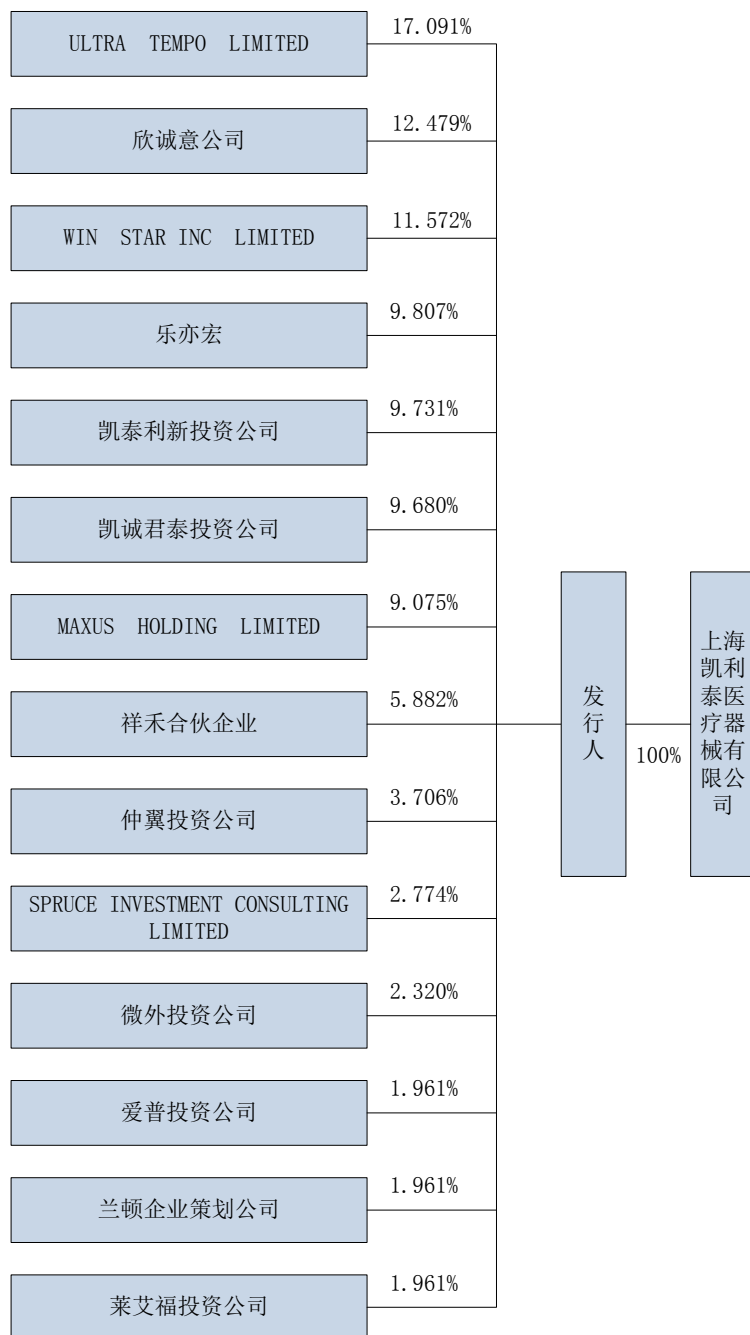 ULTRA TEMPO LIMITED
17.091%
欣诚意公司
12.479%
WIN STAR INC LIMITED
11.572%
乐亦宏
9.807%
凯泰利新投资公司
9.731%
凯诚君泰投资公司
9.680%
MAXUS HOLDING LIMITED
9.075%
祥禾合伙企业
5.882%
仲翼投资公司
3.706%
SPRUCE INVESTMENT CONSULTING
LIMITED
2.774%
微外投资公司
2.320%
爱普投资公司
1.961%
兰顿企业策划公司
1.961%
莱艾福投资公司
1.961%
发
行
人
100%
上海
凯利
泰医
疗器
械有
限公
司